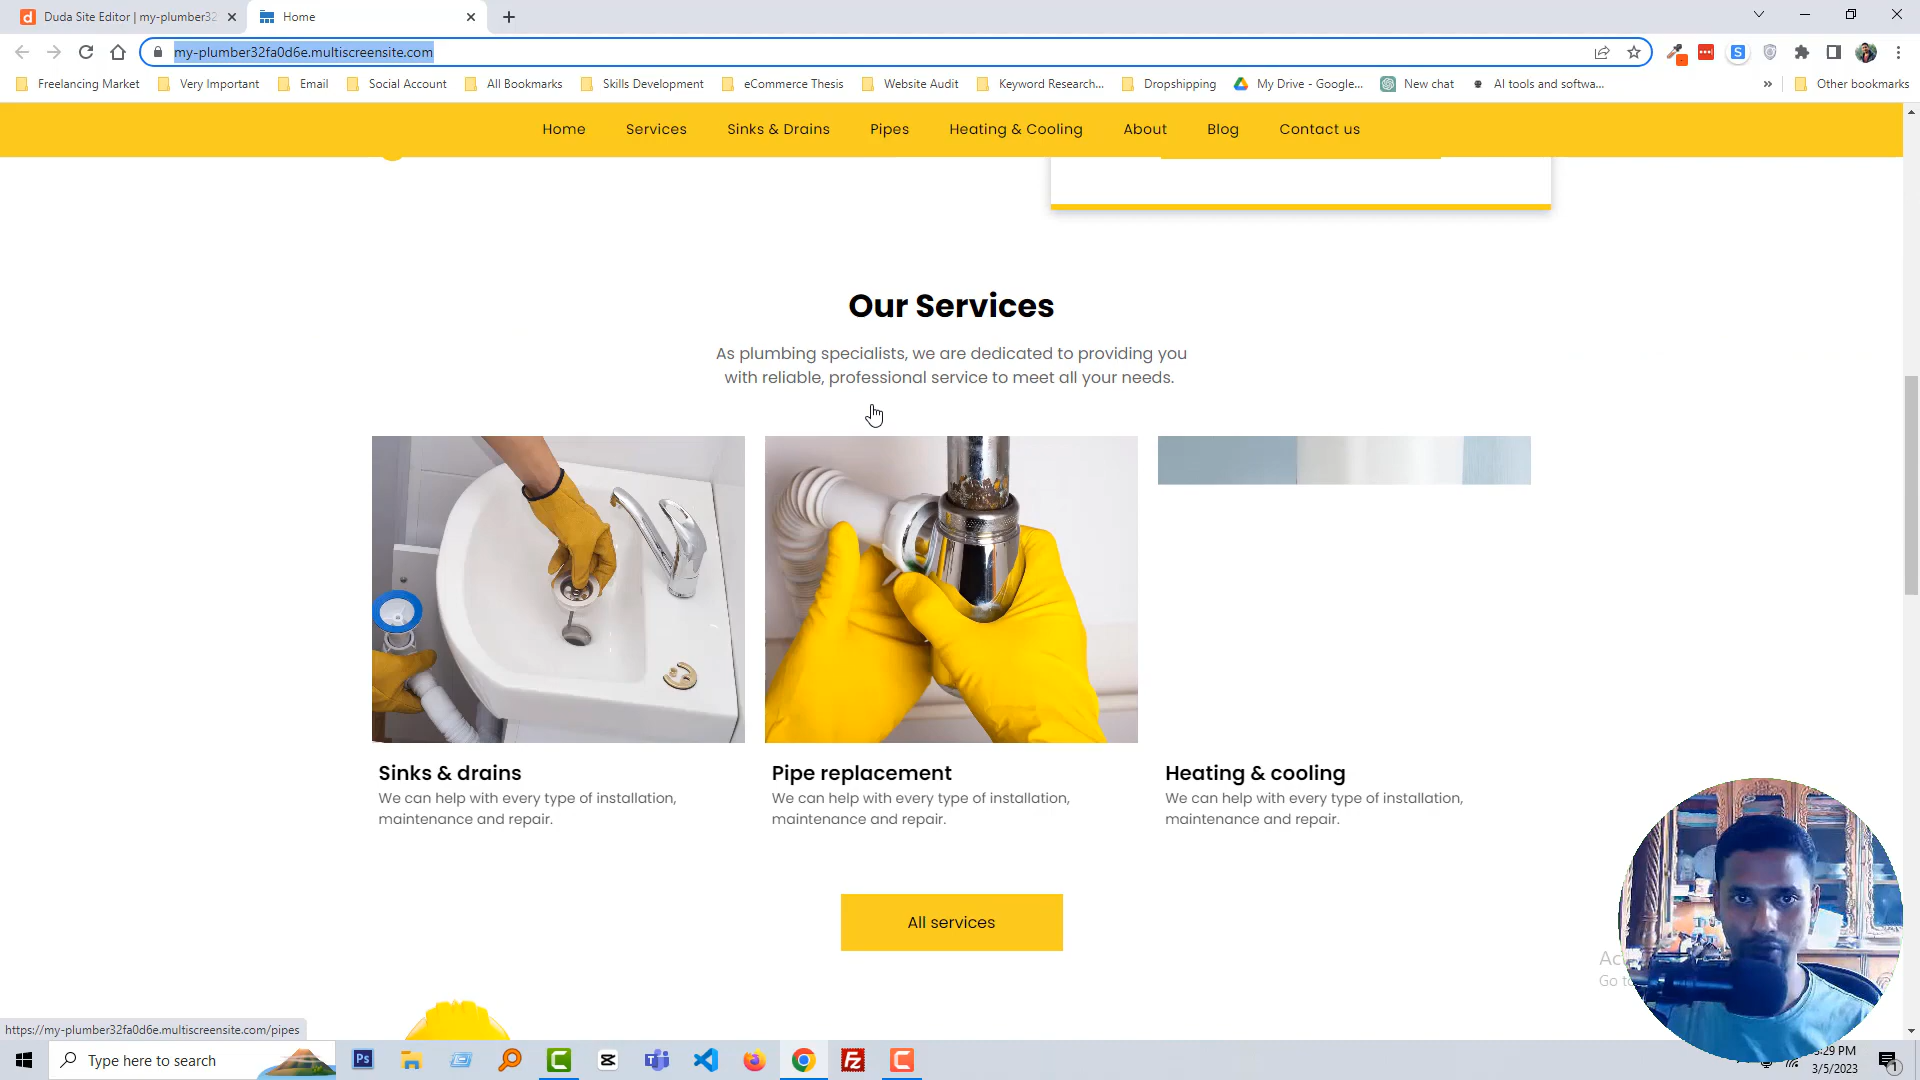 Duda Site Editor | my-plumber32
Home
my-plumber32fa0d6e.multiscreensite.com
Freelancing Market
Very Important
Email
Social Account
All Bookmarks
Skills Development
eCommerce Thesis
Website Audit
Keyword Research...
Dropshipping
My Drive - Google...
New chat
AI tools and softwa...
»
Other bookmarks
Home
Services
Sinks & Drains
Pipes
Heating & Cooling
About
Blog
Contact us
Our Services
As plumbing specialists, we are dedicated to providing you
with reliable, professional service to meet all your needs.
Sinks & drains
We can help with every type of installation,
maintenance and repair.
Pipe replacement
We can help with every type of installation,
maintenance and repair.
Heating & cooling
We can help with every type of installation,
maintenance and repair.
All services
Go to
https://my-plumber32fa0d6e.multiscreensite.com/pipes
Type here to search
:29 PM
3/5/2023